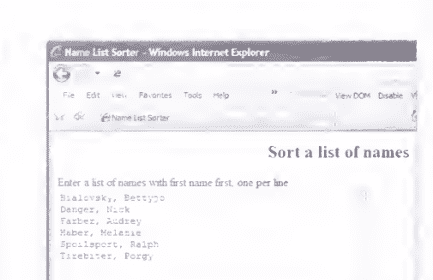 Name List Sorter - Windows Internet Explorer
File Edit View Favorites Tools Help » View DOM Disable
Name List Sorter
Sort a list of names
Enter a list of names with first name first, one per line
Bialovsky, Bettyjo
Danger, Nick
Farber, Audrey
Haber, Melanie
Spoilsport, Ralph
Tirebiter, Porgy